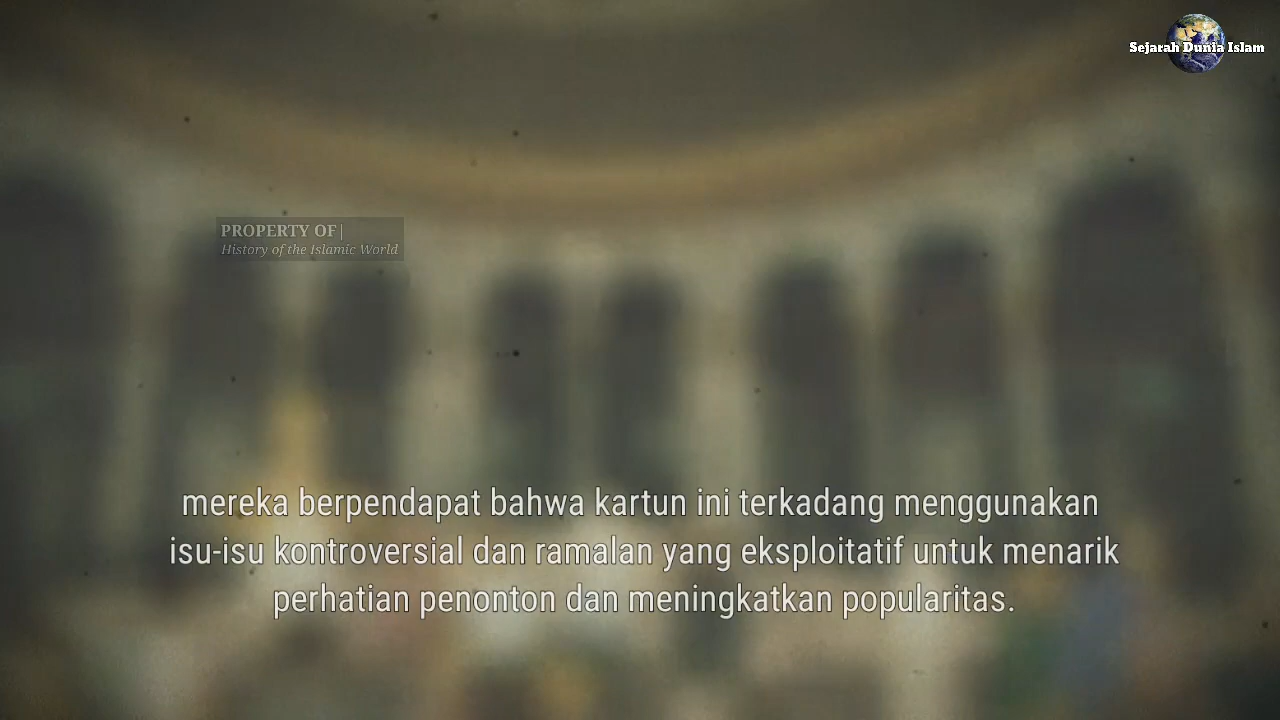 Sejarah Dunia Islam
PROPERTY OF |
History of the Islamic World
mereka berpendapat bahwa kartun ini terkadang menggunakan
isu-isu kontroversial dan ramalan yang eksploitatif untuk menarik
perhatian penonton dan meningkatkan popularitas.